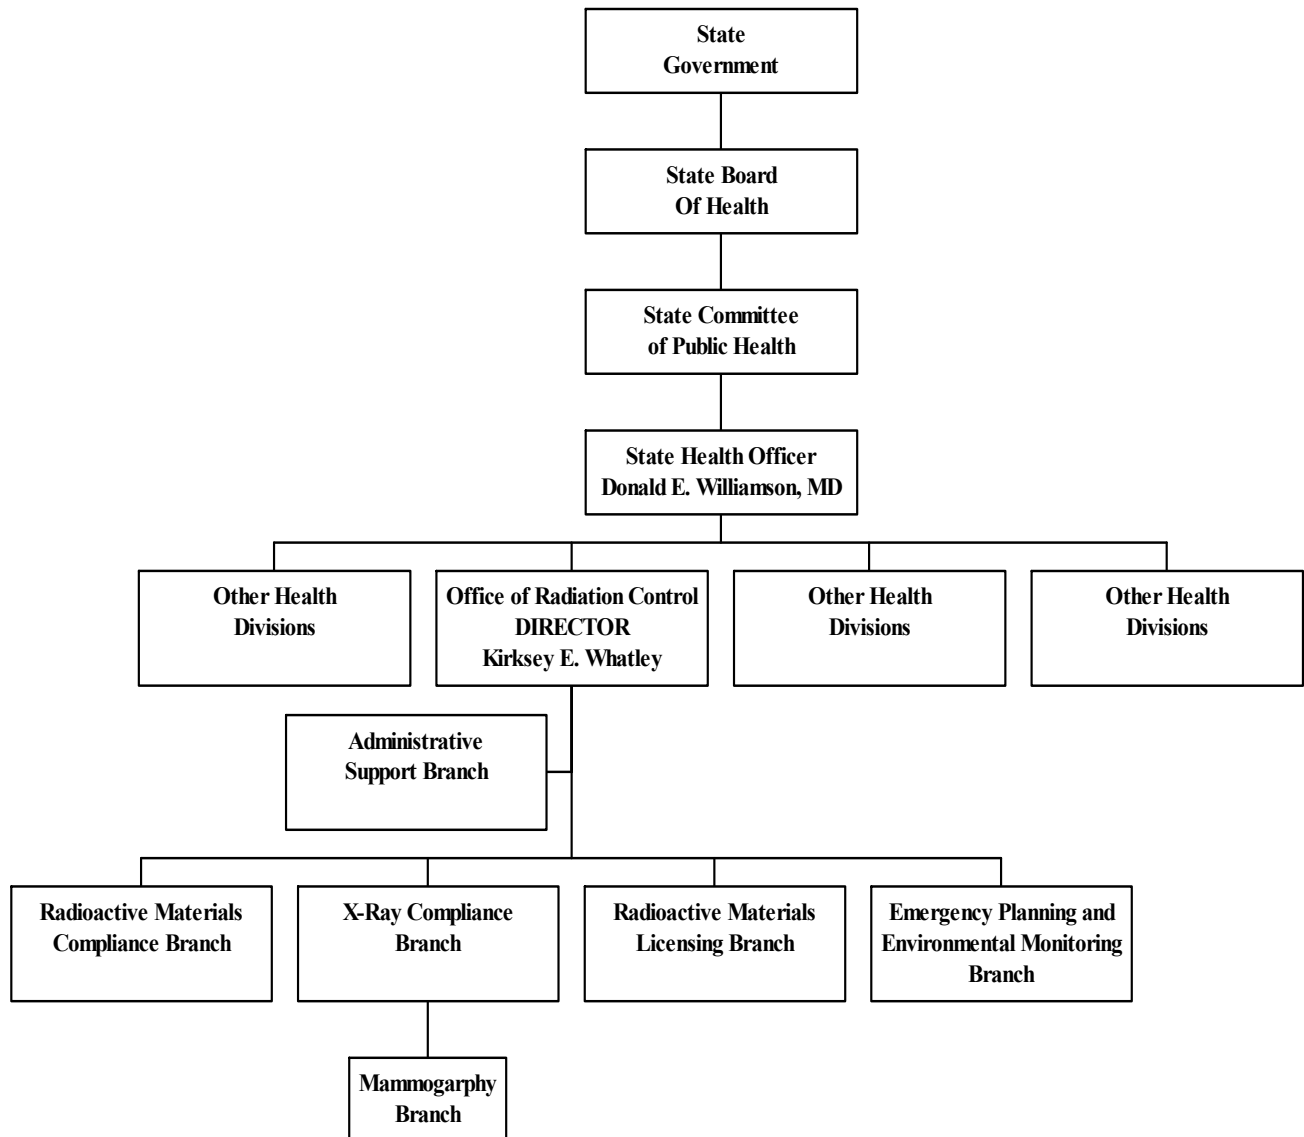 State
Government
State Board
Of Health
State Committee
of Public Health
State Health Officer
Donald E. Williamson, MD
Other Health
Divisions
Office of Radiation Control
DIRECTOR
Kirksey E. Whatley
Other Health
Divisions
Other Health
Divisions
Administrative
Support Branch
Radioactive Materials
Compliance Branch
X-Ray Compliance
Branch
Radioactive Materials
Licensing Branch
Emergency Planning and
Environmental Monitoring
Branch
Mammogarphy
Branch